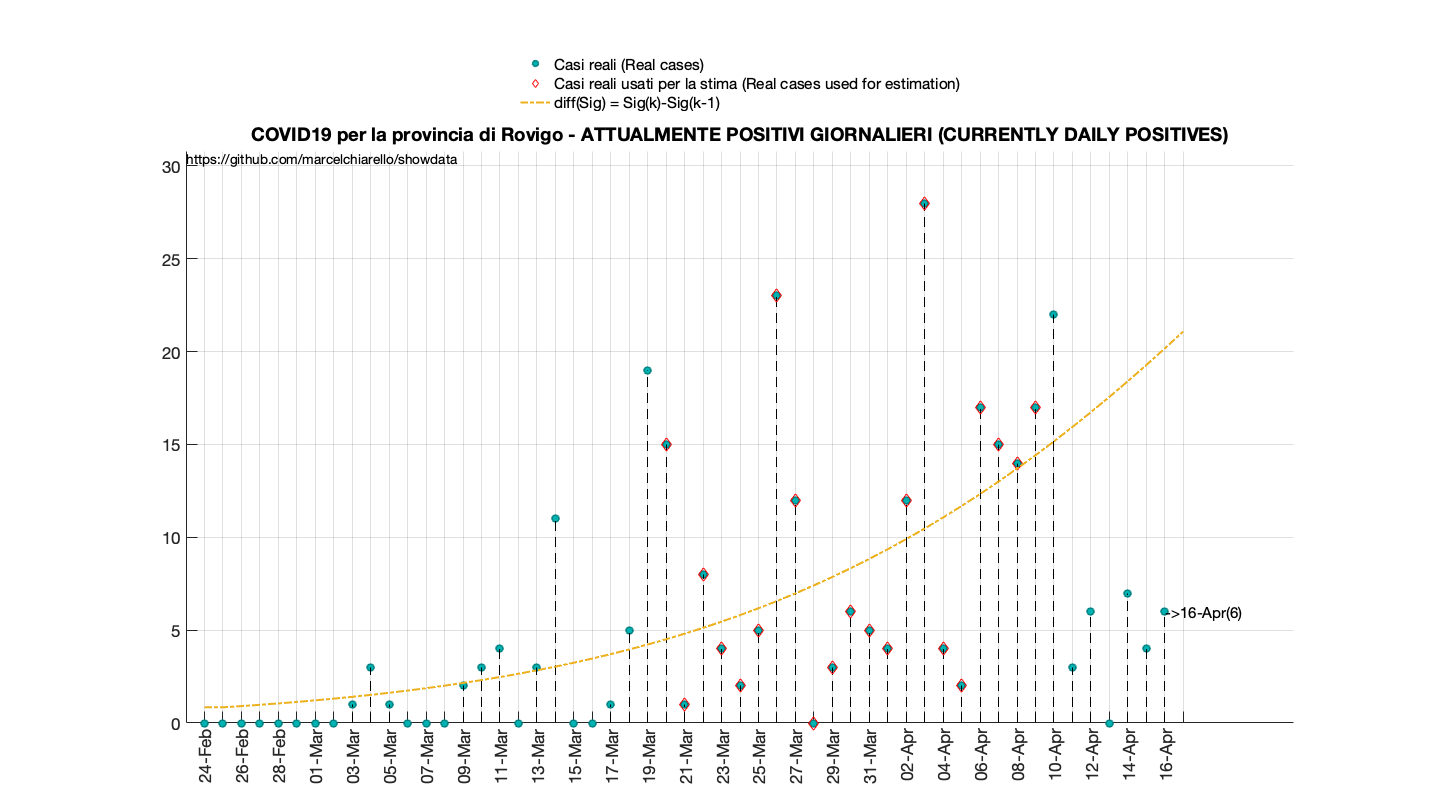 Casi reali (Real cases)
Casi reali usati per la stima (Real cases used for estimation)
diff(Sig) = Sig(k)-Sig(k-1)
COVID19 per la provincia di Rovigo - ATTUALMENTE POSITIVI GIORNALIERI (CURRENTLY DAILY POSITIVES)
https://github.com/marcelchiarello/showdata
30
25
20
15
10
5
0
->16-Apr(6)
24-Feb
26-Feb
28-Feb
01-Mar
03-Mar
05-Mar
07-Mar
09-Mar
11-Mar
13-Mar
15-Mar
17-Mar
19-Mar
21-Mar
23-Mar
25-Mar
27-Mar
29-Mar
31-Mar
02-Apr
04-Apr
06-Apr
08-Apr
10-Apr
12-Apr
14-Apr
16-Apr